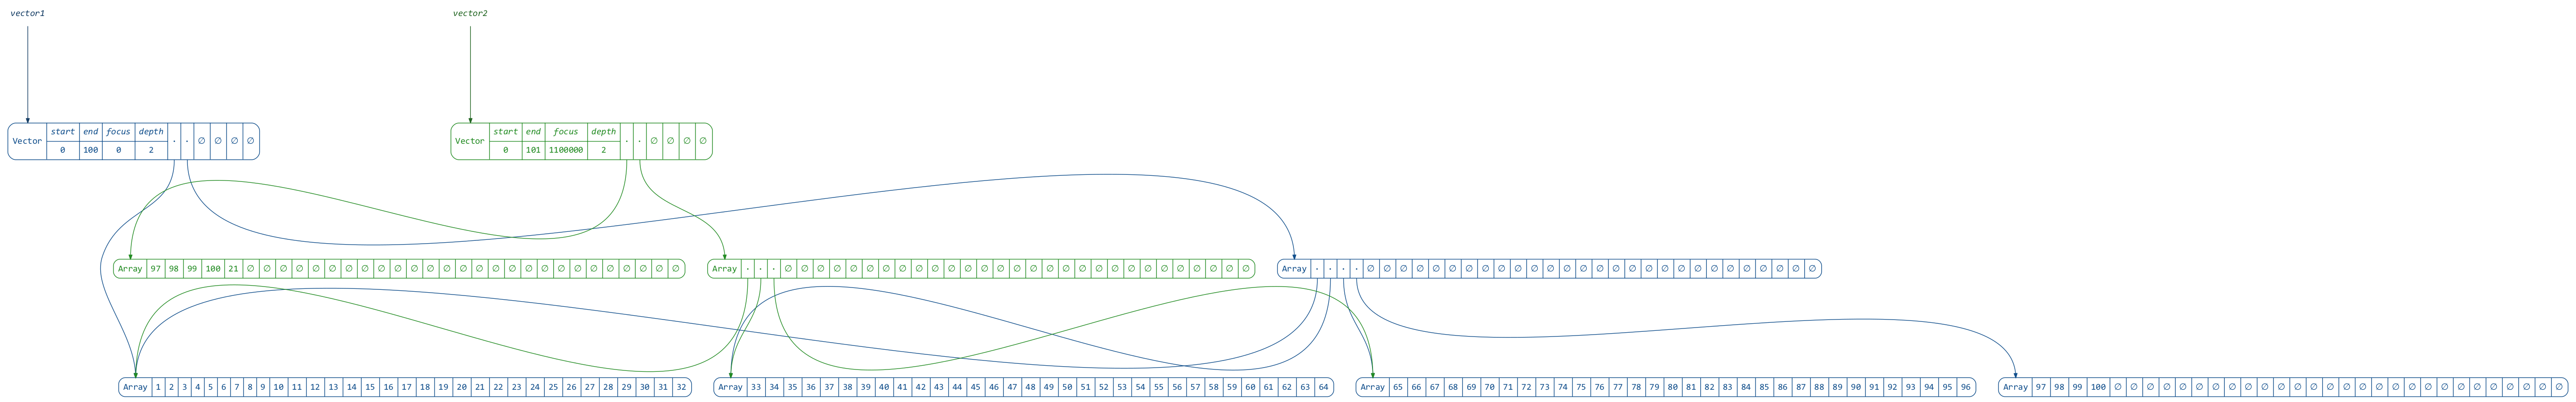 vector1 vector2
start end focus depth start end focus depth
Vector · · ∅ ∅ ∅ ∅ Vector · · ∅ ∅ ∅ ∅
0 100 0 2 0 101 1100000 2
Array 97 98 99 100 21 ∅ ∅ ∅ ∅ ∅ ∅ ∅ ∅ ∅ ∅ ∅ ∅ ∅ ∅ ∅ ∅ ∅ ∅ ∅ ∅ ∅ ∅ ∅ ∅ ∅ ∅ ∅
Array · · · ∅ ∅ ∅ ∅ ∅ ∅ ∅ ∅ ∅ ∅ ∅ ∅ ∅ ∅ ∅ ∅ ∅ ∅ ∅ ∅ ∅ ∅ ∅ ∅ ∅ ∅ ∅ ∅ ∅
Array · · · · ∅ ∅ ∅ ∅ ∅ ∅ ∅ ∅ ∅ ∅ ∅ ∅ ∅ ∅ ∅ ∅ ∅ ∅ ∅ ∅ ∅ ∅ ∅ ∅ ∅ ∅ ∅ ∅
Array 1 2 3 4 5 6 7 8 9 10 11 12 13 14 15 16 17 18 19 20 21 22 23 24 25 26 27 28 29 30 31 32
Array 33 34 35 36 37 38 39 40 41 42 43 44 45 46 47 48 49 50 51 52 53 54 55 56 57 58 59 60 61 62 63 64
Array 65 66 67 68 69 70 71 72 73 74 75 76 77 78 79 80 81 82 83 84 85 86 87 88 89 90 91 92 93 94 95 96
Array 97 98 99 100 ∅ ∅ ∅ ∅ ∅ ∅ ∅ ∅ ∅ ∅ ∅ ∅ ∅ ∅ ∅ ∅ ∅ ∅ ∅ ∅ ∅ ∅ ∅ ∅ ∅ ∅ ∅ ∅